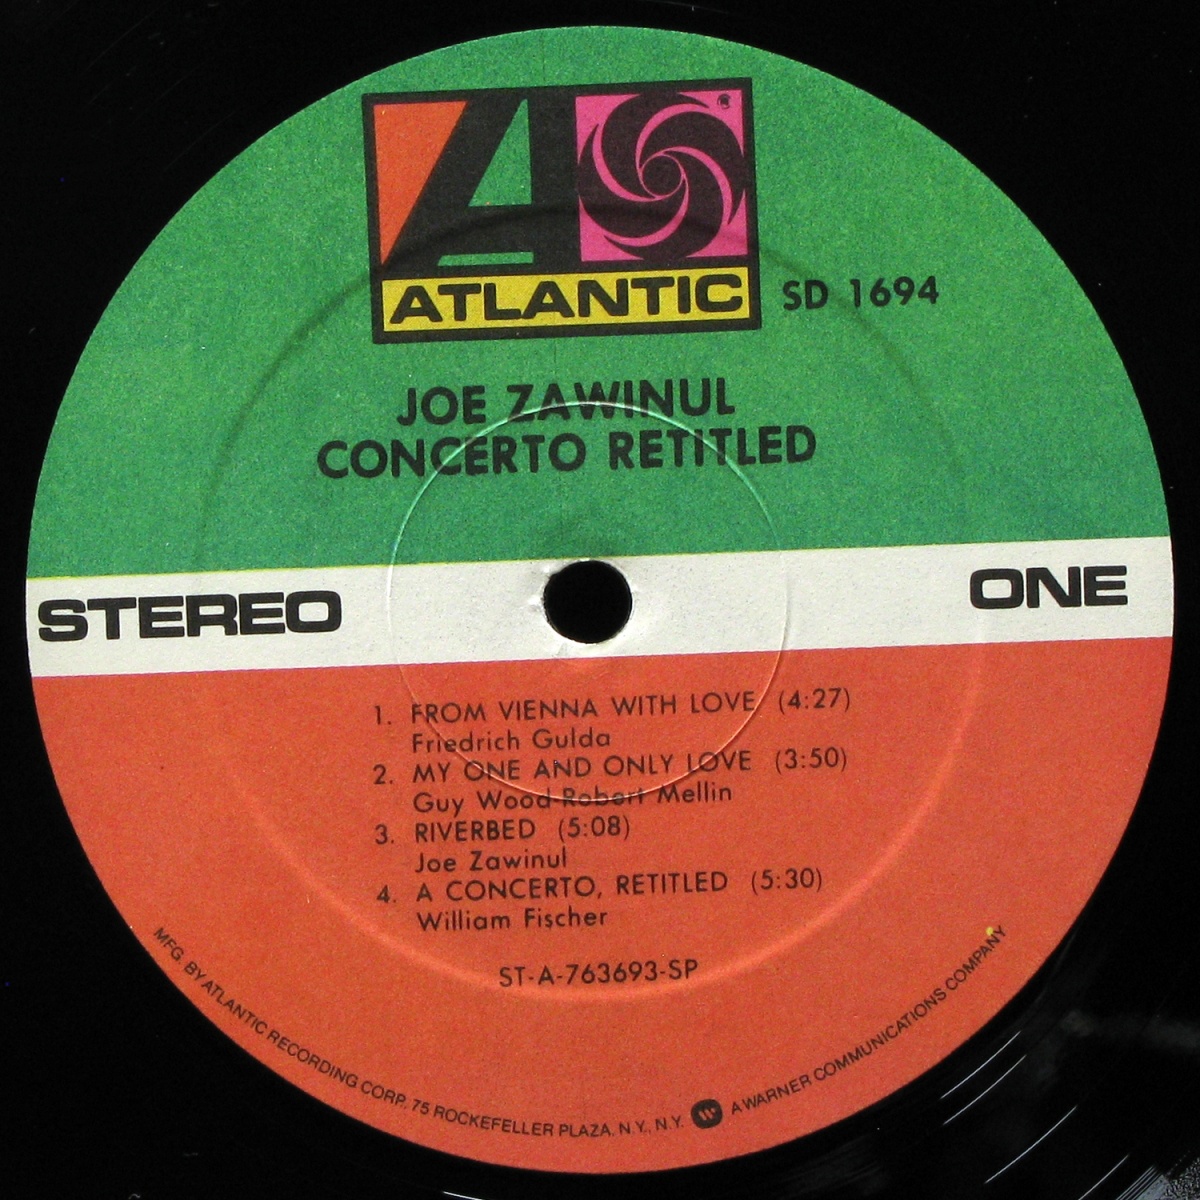 ATLANTIC
SD 1694
JOE ZAWINUL
CONCERTO RETITLED
STEREO
ONE
1. FROM VIENNA WITH LOVE (4:27)
Friedrich Gulda
2. MY ONE AND ONLY LOVE (3:50)
Guy Wood-Robert Mellin
3. RIVERBED (5:08)
Joe Zawinul
4. A CONCERTO, RETITLED (5:30)
William Fischer
ST-A-763693-SP
MFG. BY ATLANTIC RECORDING CORP., 75 ROCKEFELLER PLAZA, N.Y., N.Y. A WARNER COMMUNICATIONS COMPANY